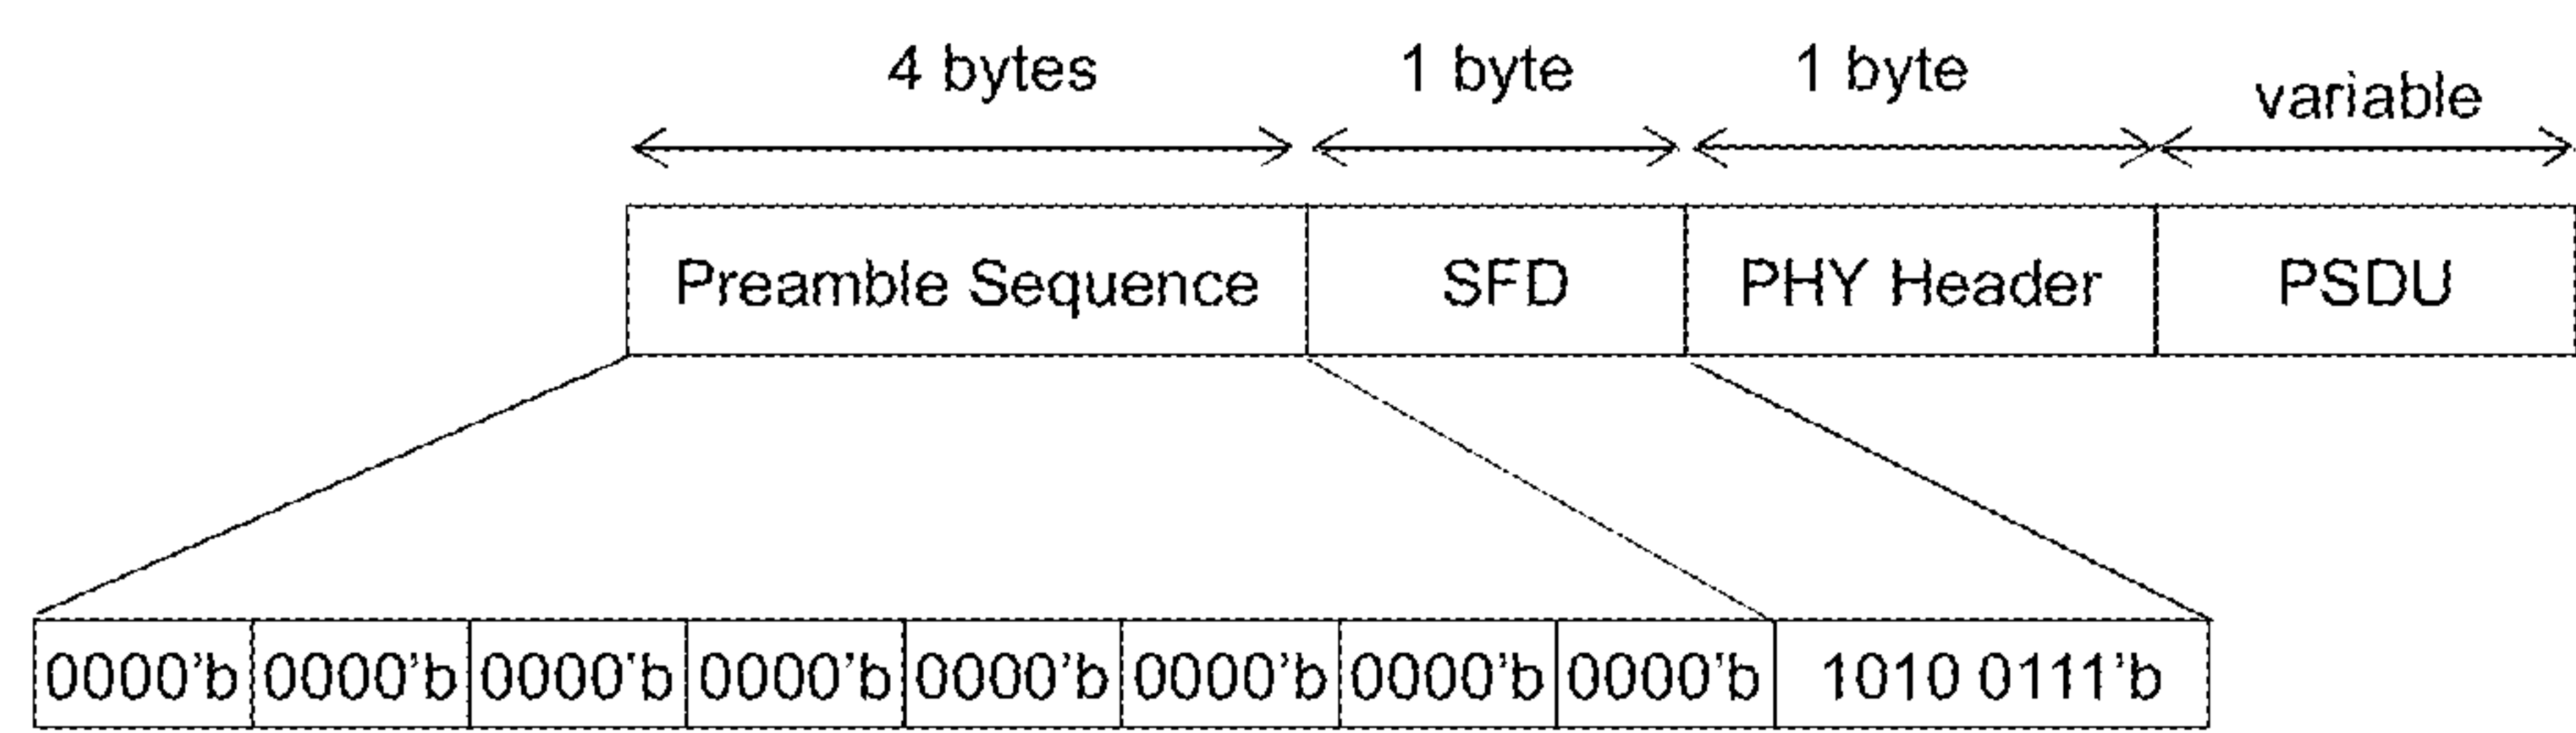 4 bytes 1 byte 1 byte variable
Preamble Sequence SFD PHY Header PSDU
0000'b 0000'b 0000'b 0000'b 0000'b 0000'b 0000'b 0000'b 1010 0111'b